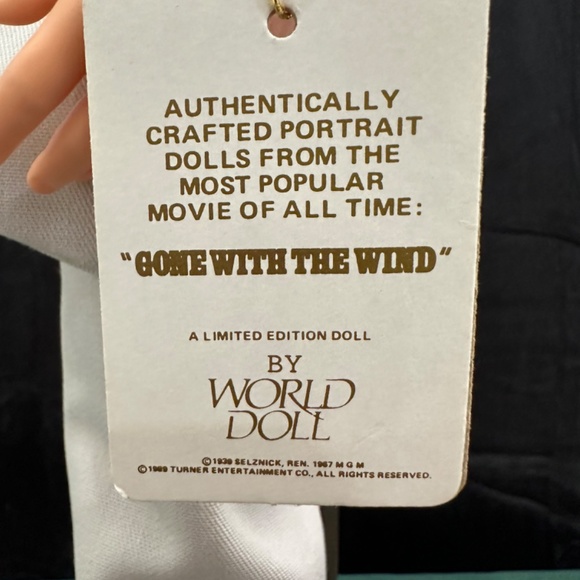 AUTHENTICALLY
CRAFTED PORTRAIT
DOLLS FROM THE
MOST POPULAR
MOVIE OF ALL TIME:
"GONE WITH THE WIND"
A LIMITED EDITION DOLL
BY
WORLD
DOLL
©1939 SELZNICK, REN. 1967 M G M
©1989 TURNER ENTERTAINMENT CO., ALL RIGHTS RESERVED.